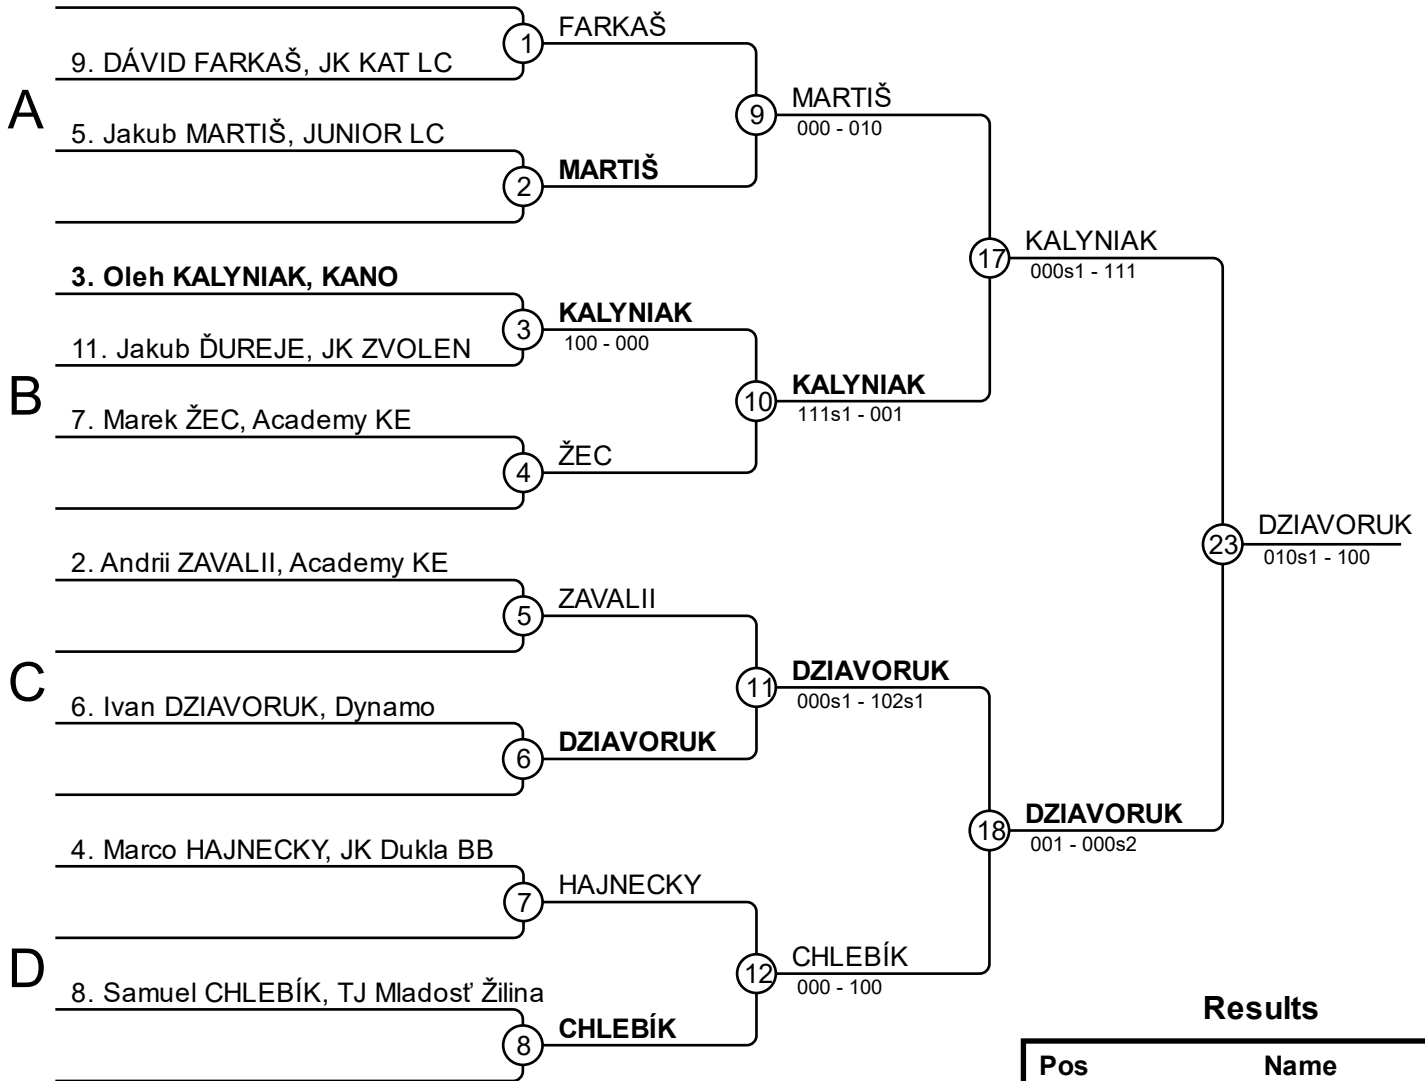 1
FARKAŠ
9. DÁVID FARKAŠ, JK KAT LC
A
9
MARTIŠ
000 - 010
5. Jakub MARTIŠ, JUNIOR LC
2
MARTIŠ
17
KALYNIAK
000s1 - 111
3. Oleh KALYNIAK, KANO
3
KALYNIAK
100 - 000
11. Jakub ĎUREJE, JK ZVOLEN
B
10
KALYNIAK
111s1 - 001
7. Marek ŽEC, Academy KE
4
ŽEC
23
DZIAVORUK
010s1 - 100
2. Andrii ZAVALII, Academy KE
5
ZAVALII
C
11
DZIAVORUK
000s1 - 102s1
6. Ivan DZIAVORUK, Dynamo
6
DZIAVORUK
18
DZIAVORUK
001 - 000s2
4. Marco HAJNECKY, JK Dukla BB
7
HAJNECKY
D
12
CHLEBÍK
000 - 100
8. Samuel CHLEBÍK, TJ Mladosť Žilina
8
CHLEBÍK
Results
Pos Name